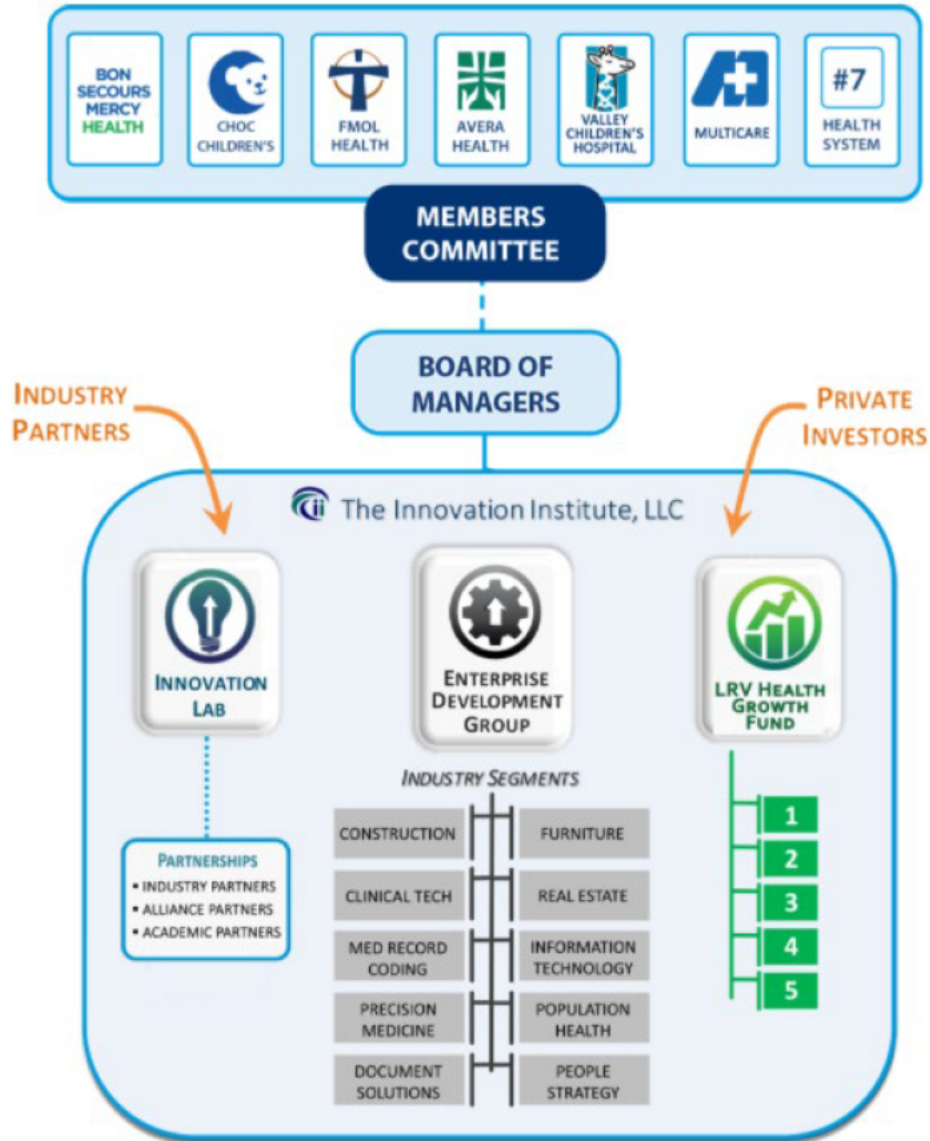 BON
SECOURS
MERCY
HEALTH
CHOC
CHILDREN'S
FMOL
HEALTH
AVERA
HEALTH
VALLEY
CHILDREN'S
HOSPITAL
MULTICARE
#7
HEALTH
SYSTEM
MEMBERS
COMMITTEE
BOARD OF
MANAGERS
INDUSTRY
PARTNERS
PRIVATE
INVESTORS
The Innovation Institute, LLC
INNOVATION
LAB
ENTERPRISE
DEVELOPMENT
GROUP
LRV HEALTH
GROWTH
FUND
PARTNERSHIPS
▪ INDUSTRY PARTNERS
▪ ALLIANCE PARTNERS
▪ ACADEMIC PARTNERS
INDUSTRY SEGMENTS
CONSTRUCTION
FURNITURE
CLINICAL TECH
REAL ESTATE
MED RECORD
CODING
INFORMATION
TECHNOLOGY
PRECISION
MEDICINE
POPULATION
HEALTH
DOCUMENT
SOLUTIONS
PEOPLE
STRATEGY
1
2
3
4
5